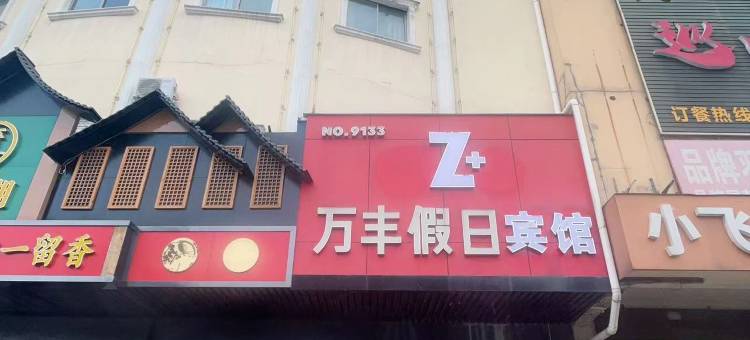 NO.9133
Z+
万丰假日宾馆
一留香
订餐热线
品牌
小飞